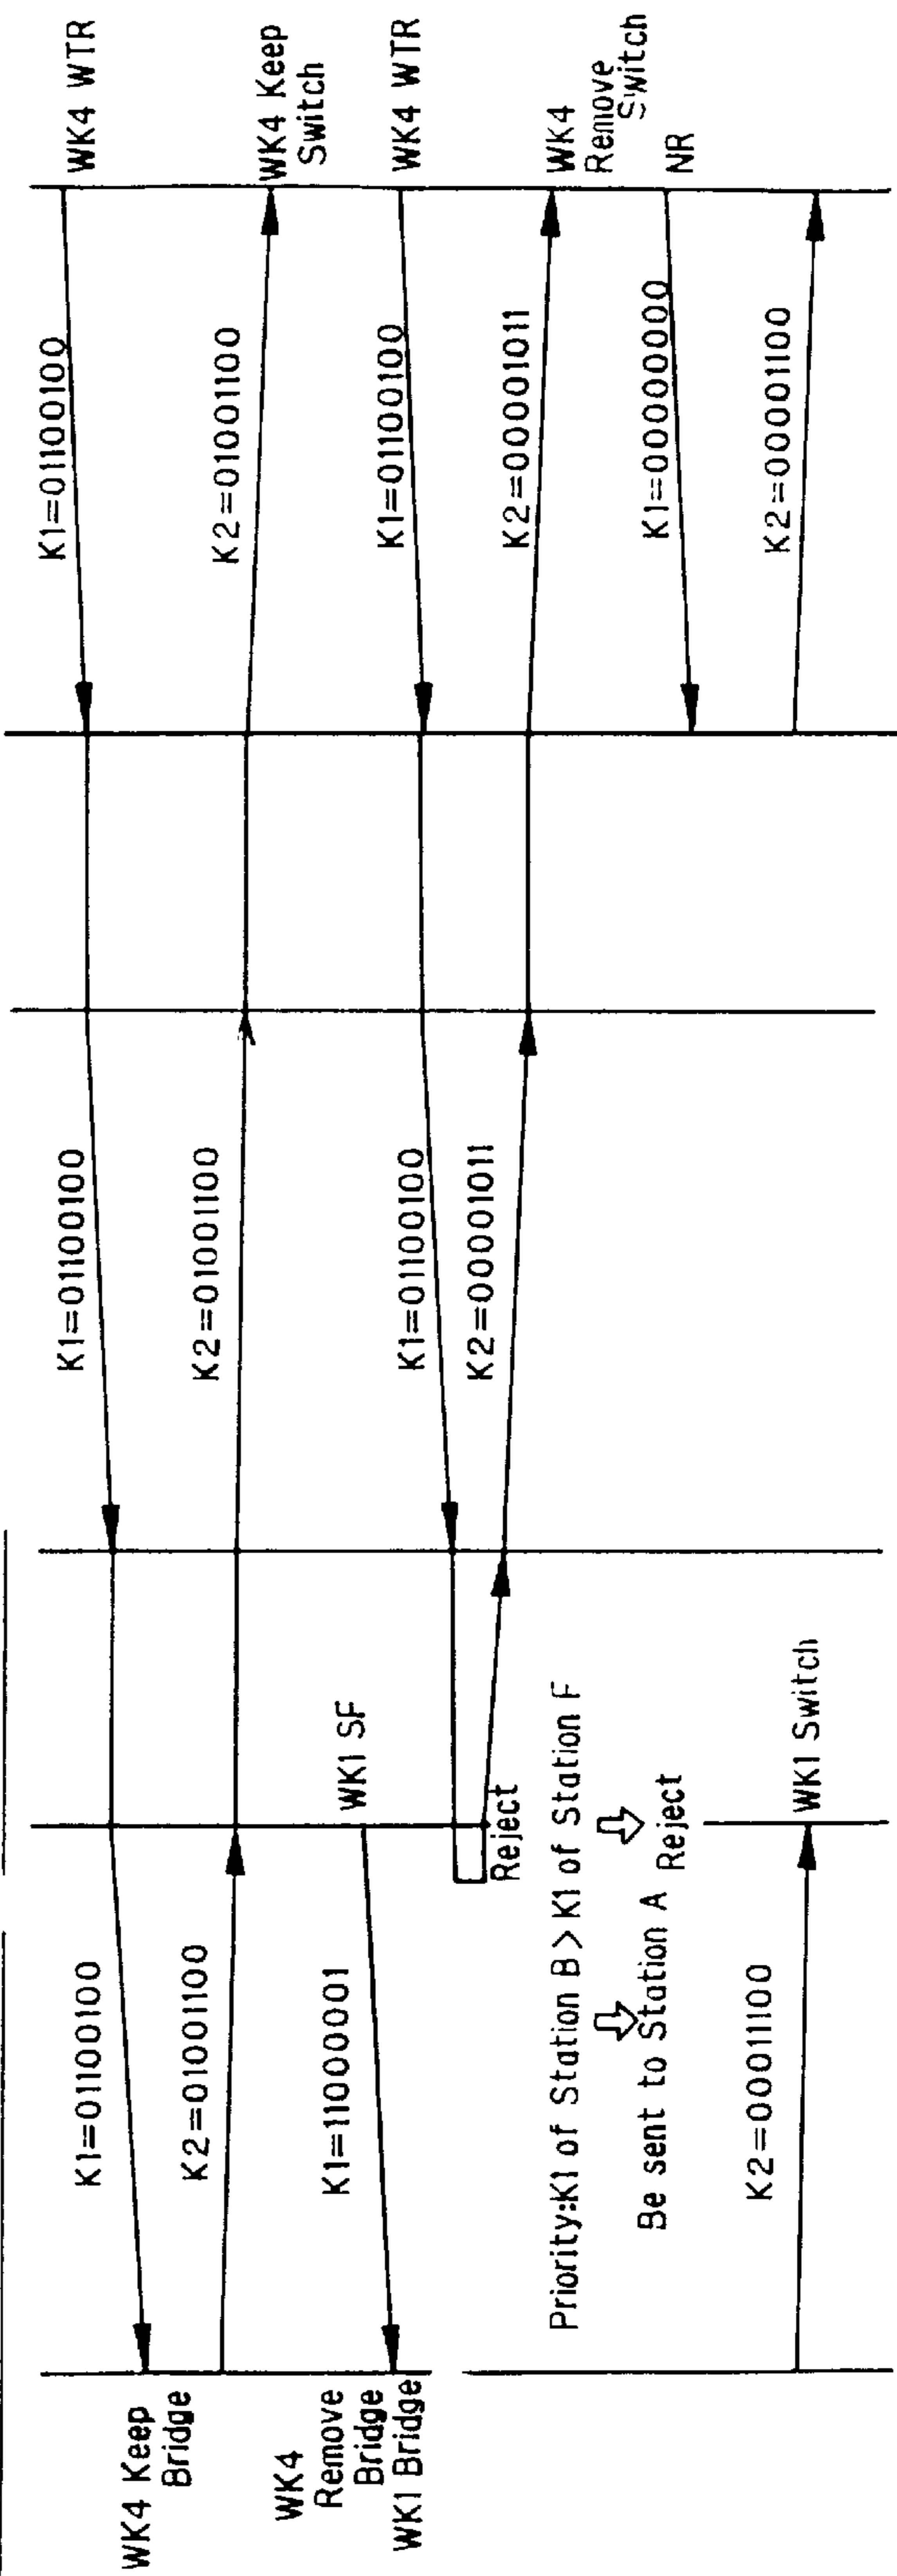 WK4 WTR
K1=01100100
K1=01100100
K1=01100100
WK4 Keep
Bridge
K2=01001100
K2=01001100
K2=01001100
WK4 Keep
Switch
WK4
Remove
Bridge
WK1 Bridge
K1=11000001
WK1 SF
WK4 WTR
K1=01100100
K1=01100100
Reject
K2=00001011
K2=00001011
WK4
Remove
Switch
Priority:K1 of Station B > K1 of Station F
Be sent to Station A
Reject
NR
K1=00000000
K2=00011100
WK1 Switch
K2=00001100